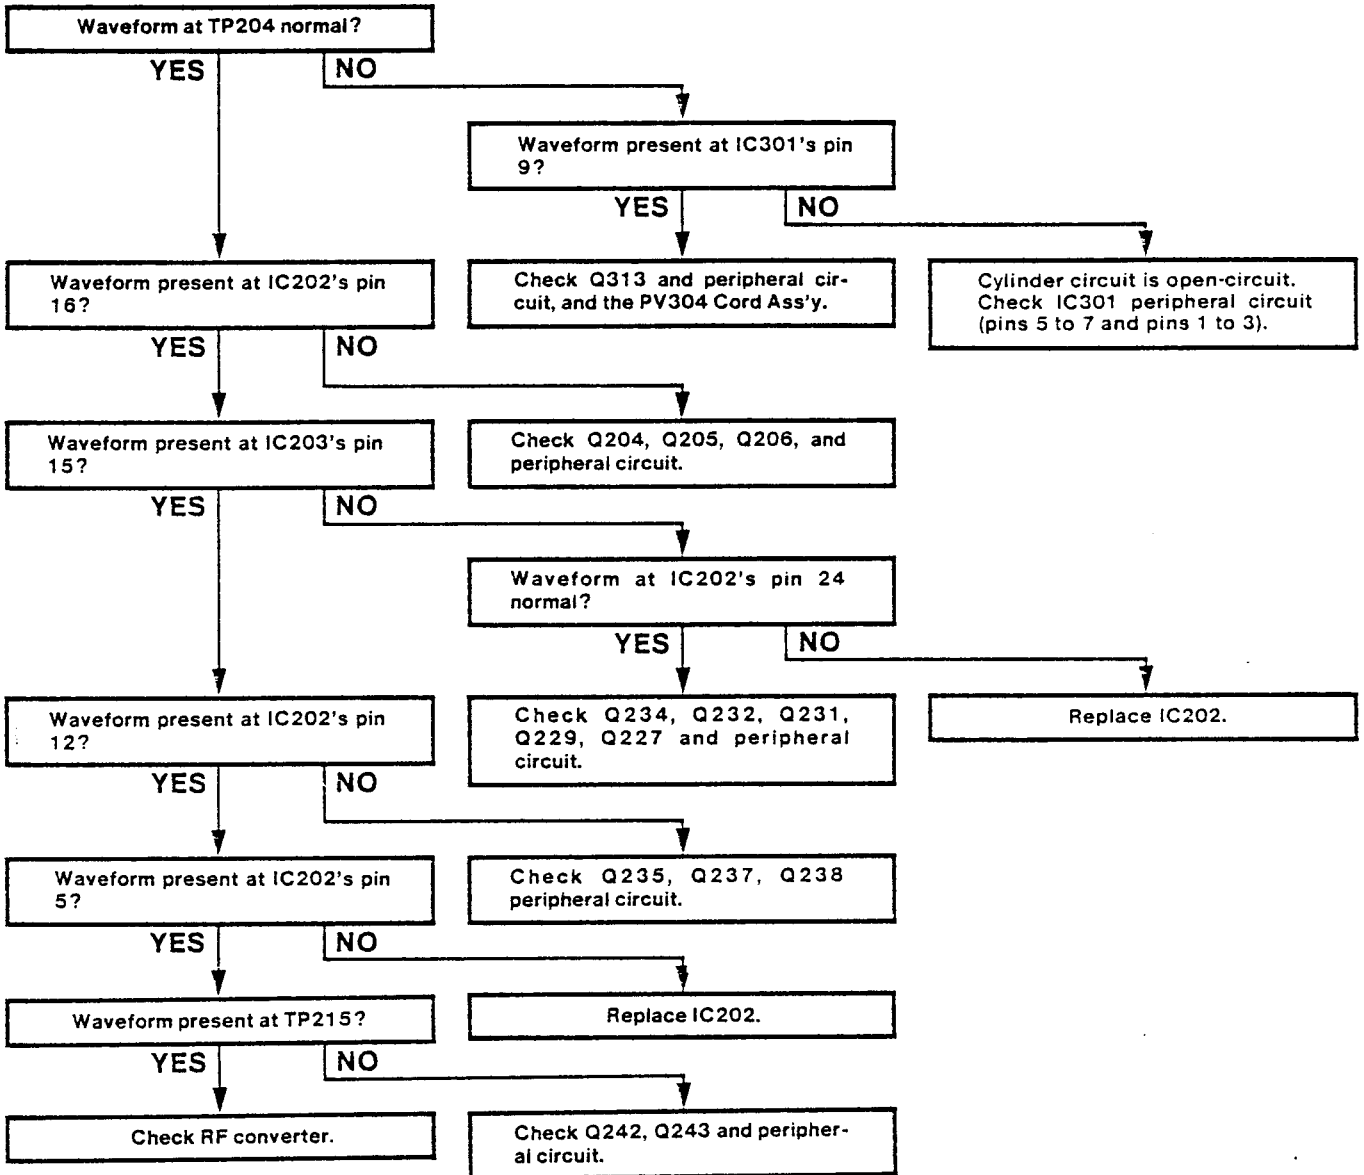 Waveform at TP204 normal?
YES
NO
Waveform present at IC301's pin
9?
YES
NO
Waveform present at IC202's pin
16?
Check Q313 and peripheral cir-
cuit, and the PV304 Cord Ass'y.
Cylinder circuit is open-circuit.
Check IC301 peripheral circuit
(pins 5 to 7 and pins 1 to 3).
YES
NO
Waveform present at IC203's pin
15?
Check Q204, Q205, Q206, and
peripheral circuit.
YES
NO
Waveform at IC202's pin 24
normal?
YES
NO
Waveform present at IC202's pin
12?
Check Q234, Q232, Q231,
Q229, Q227 and peripheral
circuit.
Replace IC202.
YES
NO
Waveform present at IC202's pin
5?
Check Q235, Q237, Q238
peripheral circuit.
YES
NO
Waveform present at TP215?
Replace IC202.
YES
NO
Check RF converter.
Check Q242, Q243 and peripher-
al circuit.